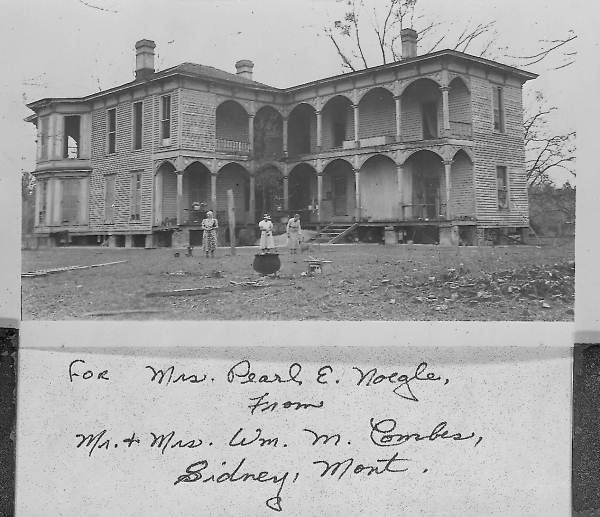 For Mrs. Pearl E. Noegle,
From
Mr. & Mrs. Wm. M. Combes,
Sidney, Mont.